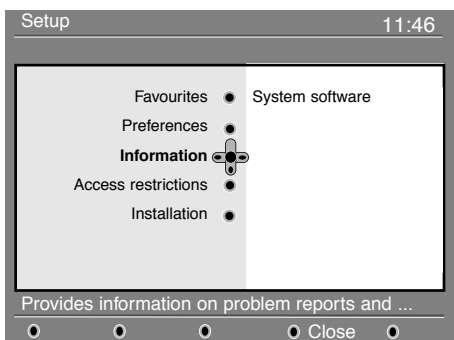 Setup 11:46
Favourites System software
Preferences
Information
Access restrictions
Installation
Provides information on problem reports and ...
Close